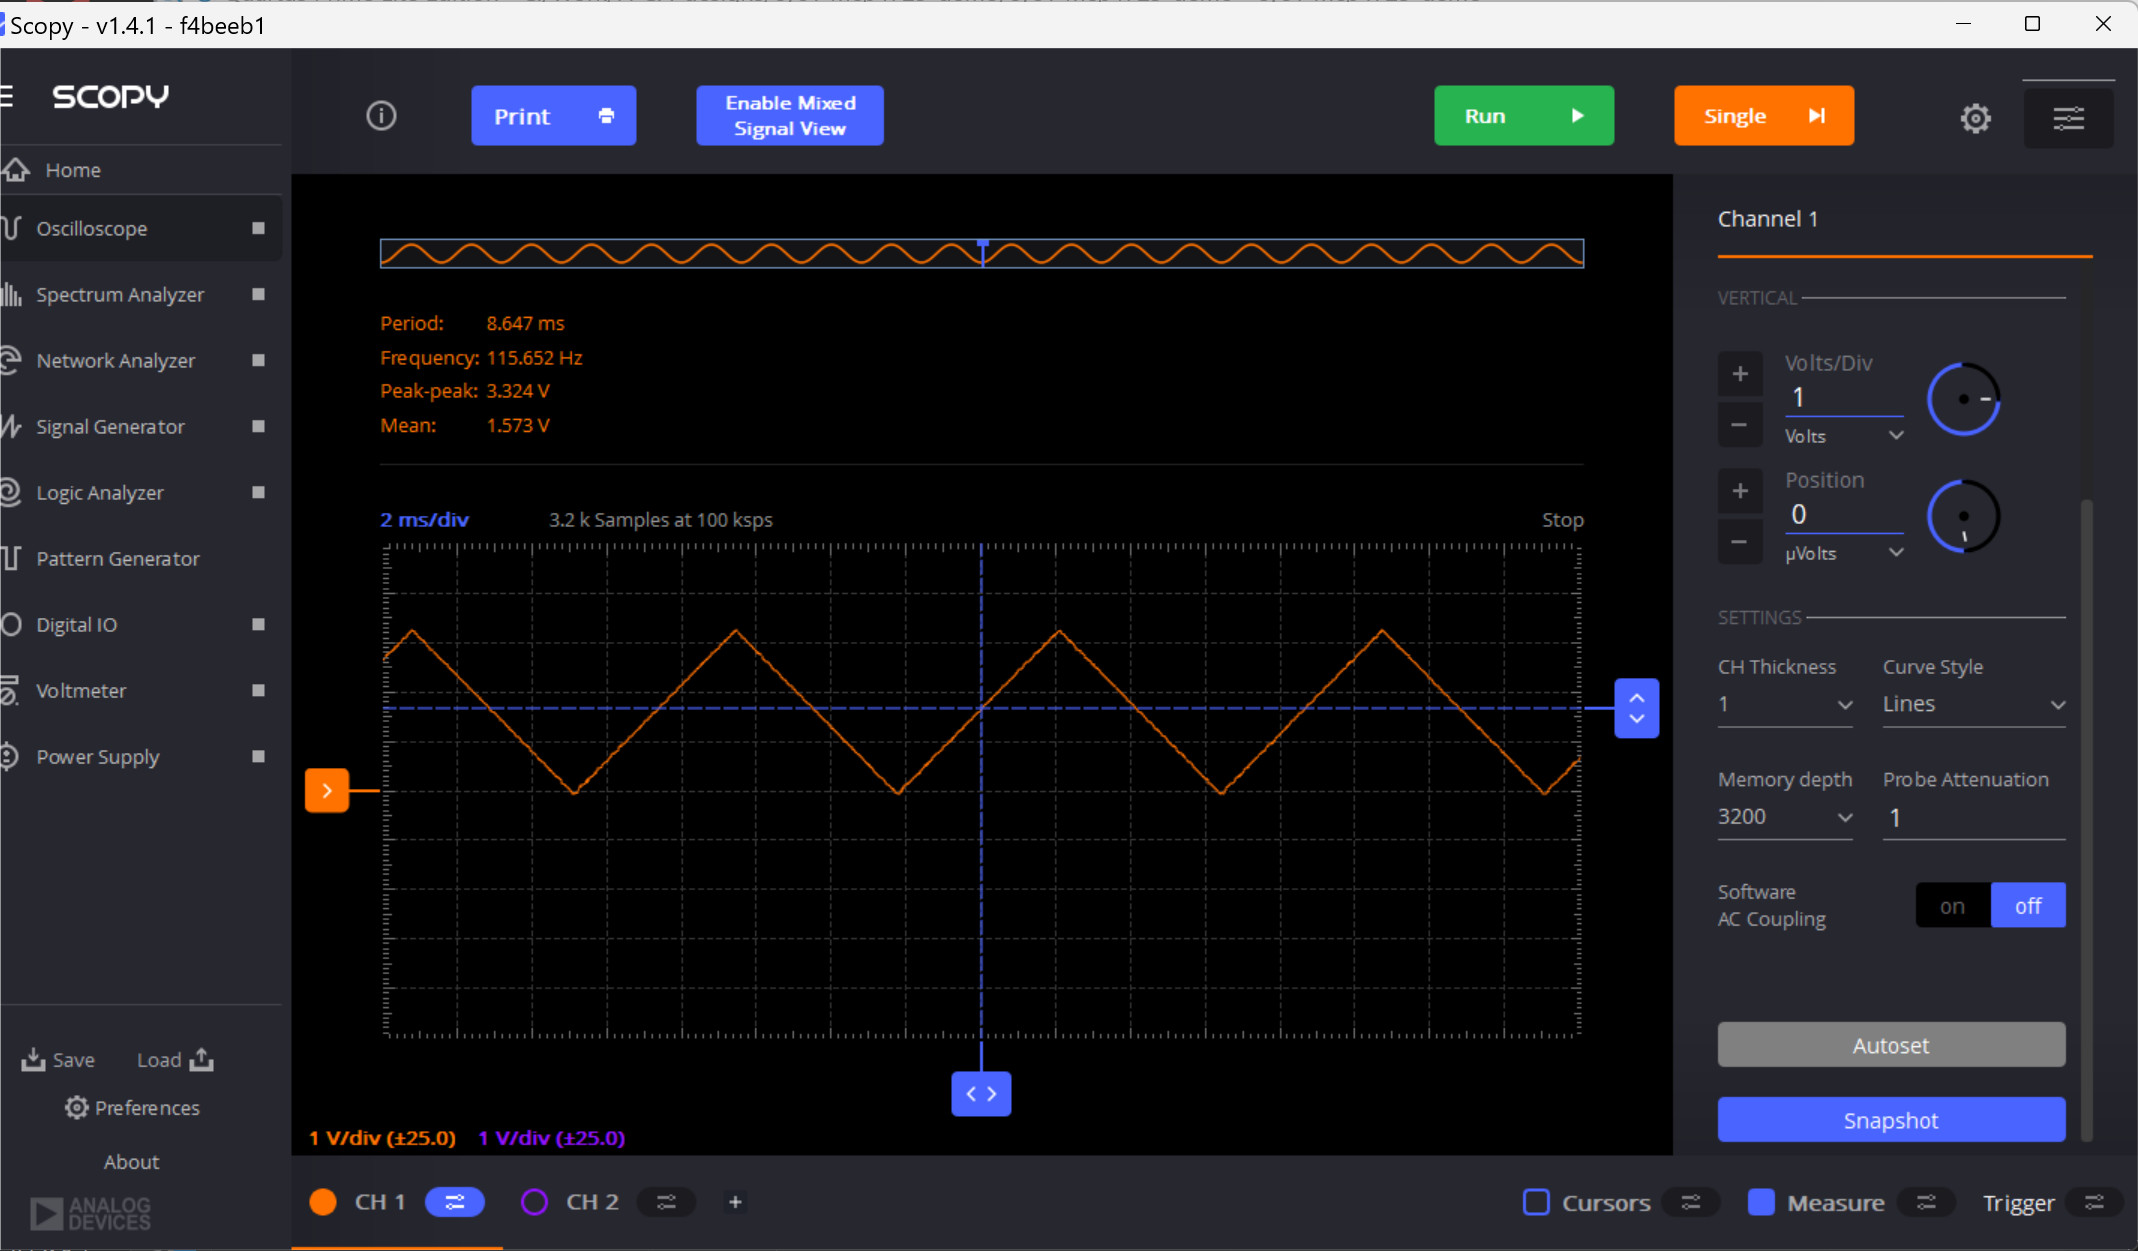 Scopy - v1.4.1 - f4beeb1
SCOPY
Print
Enable Mixed
Signal View
Run
Single
Home
Oscilloscope
Spectrum Analyzer
Network Analyzer
Signal Generator
Logic Analyzer
Pattern Generator
Digital IO
Voltmeter
Power Supply
Save
Load
Preferences
About
ANALOG
DEVICES
Period: 8.647 ms
Frequency: 115.652 Hz
Peak-peak: 3.324 V
Mean: 1.573 V
2 ms/div 3.2 k Samples at 100 ksps Stop
1 V/div (±25.0) 1 V/div (±25.0)
CH 1 CH 2 + Cursors Measure Trigger
Channel 1
VERTICAL
Volts/Div
+ 1
- Volts
Position
+ 0
- µVolts
SETTINGS
CH Thickness Curve Style
1 Lines
Memory depth Probe Attenuation
3200 1
Software
AC Coupling
on off
Autoset
Snapshot